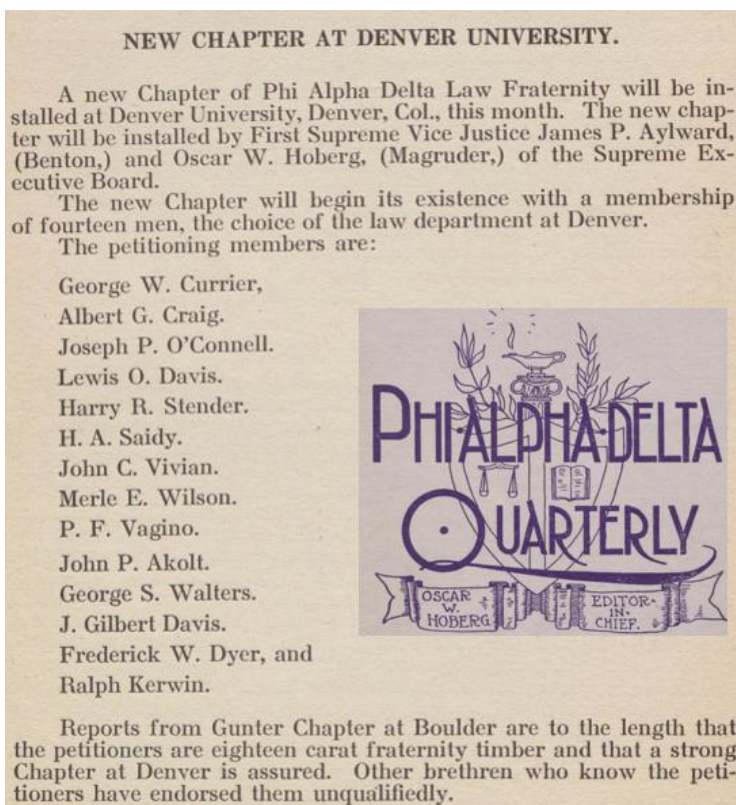 NEW CHAPTER AT DENVER UNIVERSITY.
A new Chapter of Phi Alpha Delta Law Fraternity will be in-
stalled at Denver University, Denver, Col., this month. The new chap-
ter will be installed by First Supreme Vice Justice James P. Aylward,
(Benton,) and Oscar W. Hoberg, (Magruder,) of the Supreme Ex-
ecutive Board.
The new Chapter will begin its existence with a membership
of fourteen men, the choice of the law department at Denver.
The petitioning members are:
George W. Currier,
Albert G. Craig.
Joseph P. O'Connell.
Lewis O. Davis.
Harry R. Stender.
H. A. Saidy.
John C. Vivian.
Merle E. Wilson.
P. F. Vagino.
John P. Akolt.
George S. Walters.
J. Gilbert Davis.
Frederick W. Dyer, and
Ralph Kerwin.
PHI·ALPHA·DELTA
QUARTERLY
OSCAR
W.
HOBERG
EDITOR-
IN-
CHIEF.
Reports from Gunter Chapter at Boulder are to the length that
the petitioners are eighteen carat fraternity timber and that a strong
Chapter at Denver is assured. Other brethren who know the peti-
tioners have endorsed them unqualifiedly.